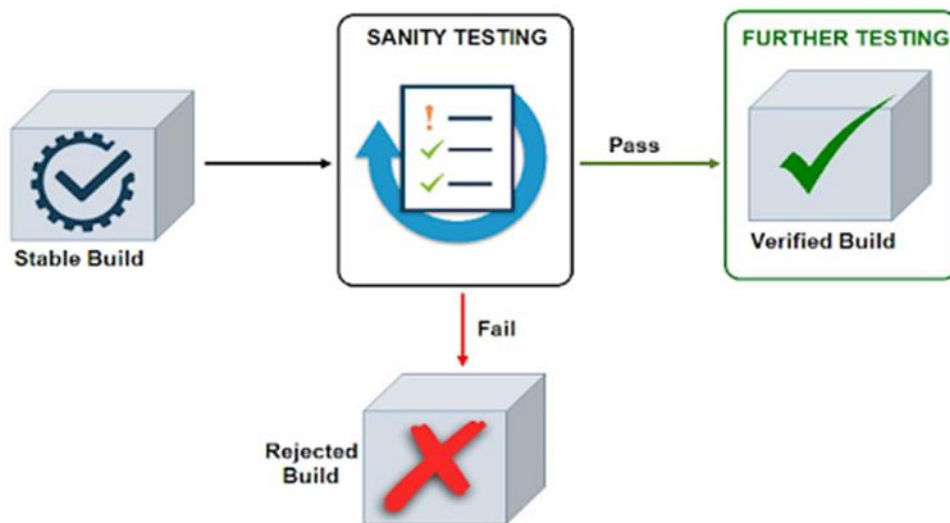 SANITY TESTING
FURTHER TESTING
Pass
Stable Build
Verified Build
Fail
Rejected
Build